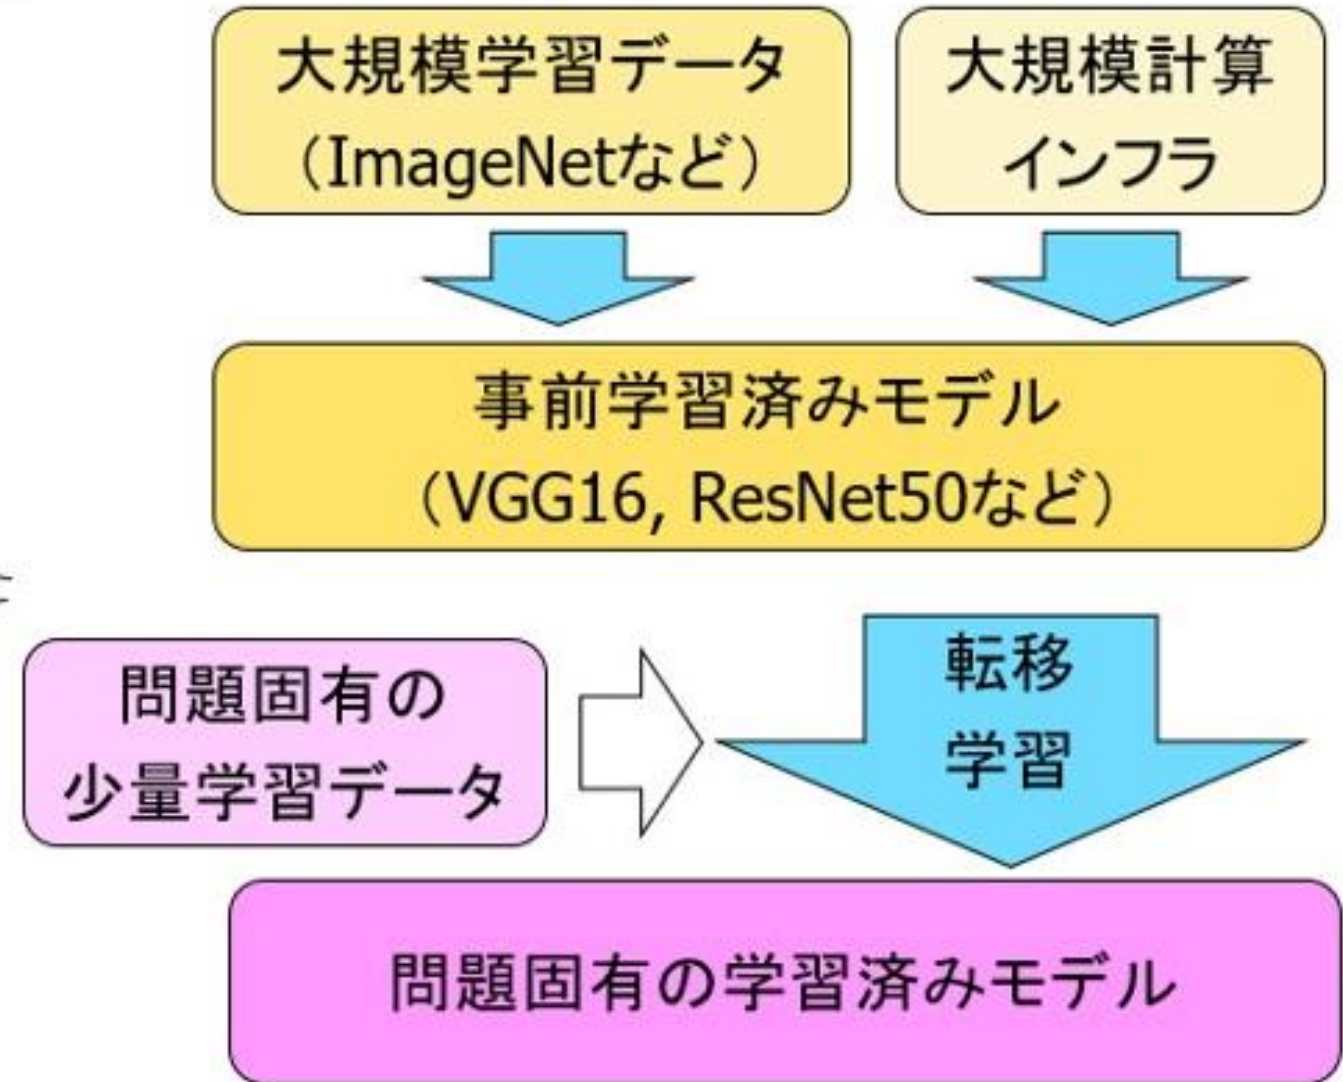 大規模学習データ
（ImageNetなど）
大規模計算
インフラ
事前学習済みモデル
（VGG16, ResNet50など）
問題固有の
少量学習データ
転移
学習
問題固有の学習済みモデル